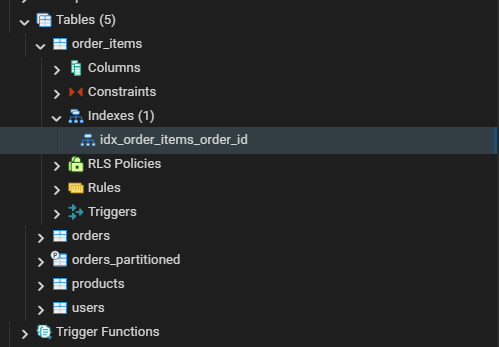 Tables (5)
order_items
Columns
Constraints
Indexes (1)
idx_order_items_order_id
RLS Policies
Rules
Triggers
orders
orders_partitioned
products
users
Trigger Functions